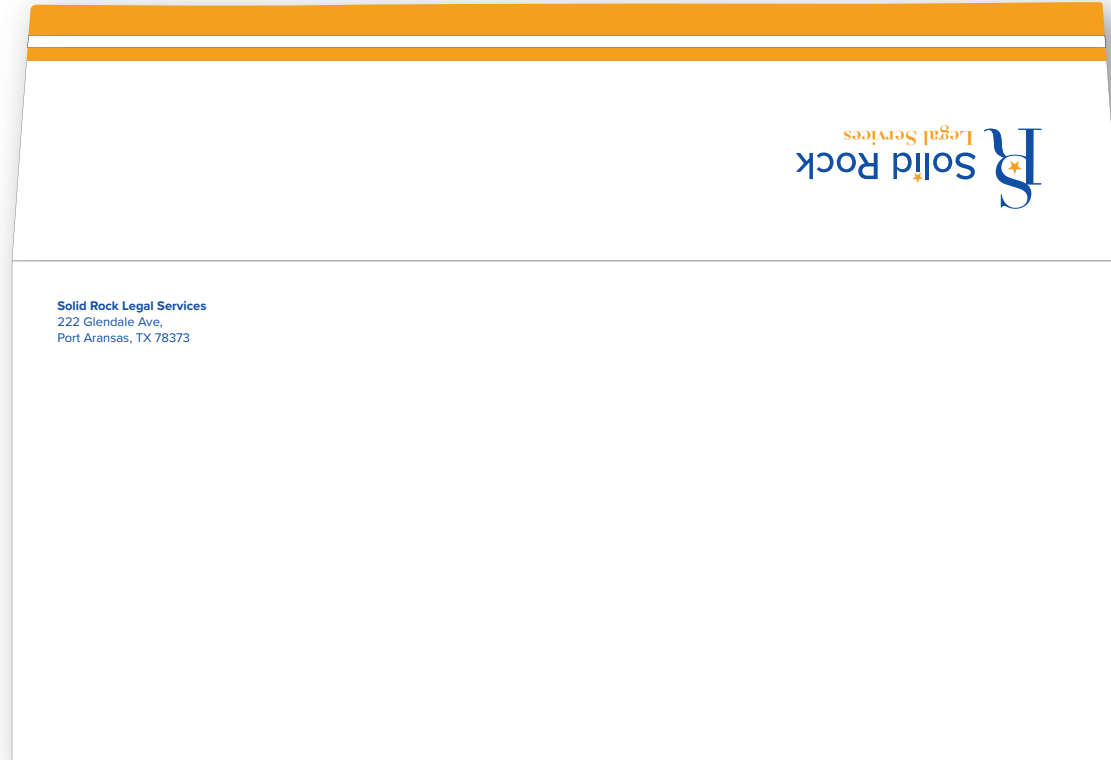 Solid Rock
Legal Services
Solid Rock Legal Services
222 Glendale Ave,
Port Aransas, TX 78373